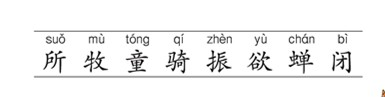 suǒ mù tóng qí zhèn yù chán bì
所 牧 童 骑 振 欲 蝉 闭